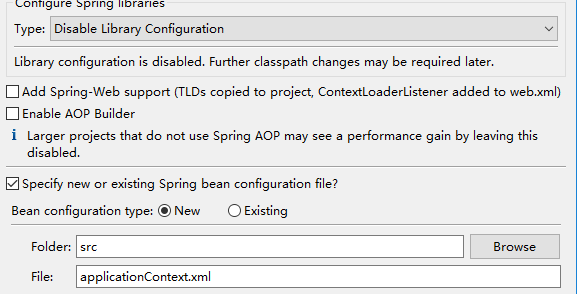 Configure Spring libraries
Type: Disable Library Configuration
Library configuration is disabled. Further classpath changes may be required later.
Add Spring-Web support (TLDs copied to project, ContextLoaderListener added to web.xml)
Enable AOP Builder
Larger projects that do not use Spring AOP may see a performance gain by leaving this
disabled.
Specify new or existing Spring bean configuration file?
Bean configuration type: New Existing
Folder: src Browse
File: applicationContext.xml